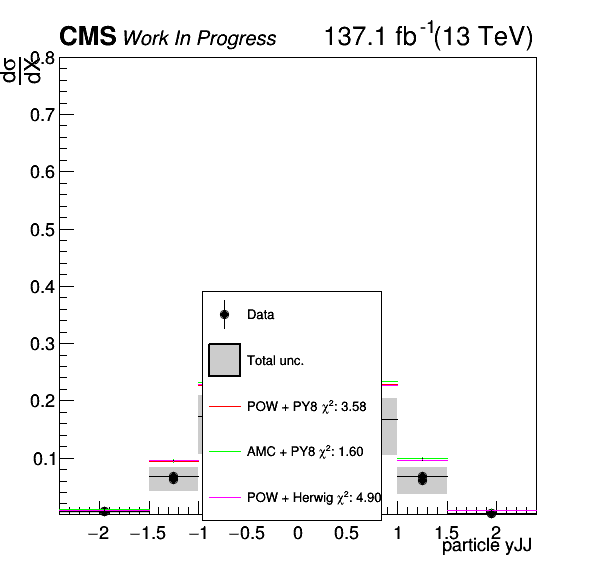 CMS Work In Progress 137.1 fb-1(13 TeV)
dσ
dX
0.8
0.7
0.6
0.5
0.4
0.3
0.2
0.1
Data
Total unc.
POW + PY8 χ²: 3.58
AMC + PY8 χ²: 1.60
POW + Herwig χ²: 4.90
−2 −1.5 −1 −0.5 0 0.5 1 1.5 2
particle yJJ